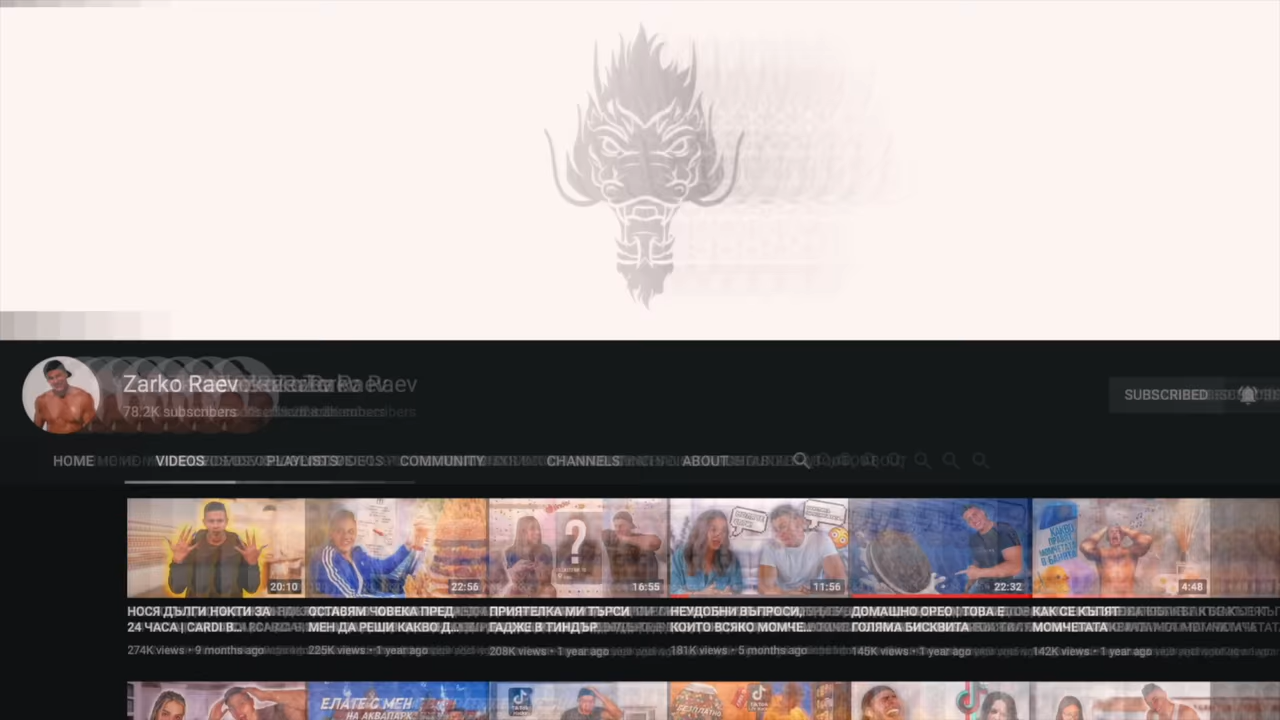 Zarko Raev
78.2K subscribers
SUBSCRIBED
HOME VIDEOS PLAYLISTS COMMUNITY CHANNELS ABOUT
20:10
22:56
16:55
11:56
22:32
4:48
НОСЯ ДЪЛГИ НОКТИ ЗА
24 ЧАСА | CARDI B...
274K views • 9 months ago
ОСТАВЯМ ЧОВЕКА ПРЕД
МЕН ДА РЕШИ КАКВО Д...
225K views • 1 year ago
ПРИЯТЕЛКА МИ ТЪРСИ
ГАДЖЕ В ТИНДЪР
208K views • 1 year ago
НЕУДОБНИ ВЪПРОСИ,
КОИТО ВСЯКО МОМЧЕ...
181K views • 5 months ago
ДОМАШНО ОРЕО | ТОВА Е
ГОЛЯМА БИСКВИТА
145K views • 1 year ago
КАК СЕ КЪПЯТ
МОМЧЕТАТА
142K views • 1 year ago
ЕЛАТЕ С МЕН
НА АКВАПАРК
БЕЗПЛАТНО